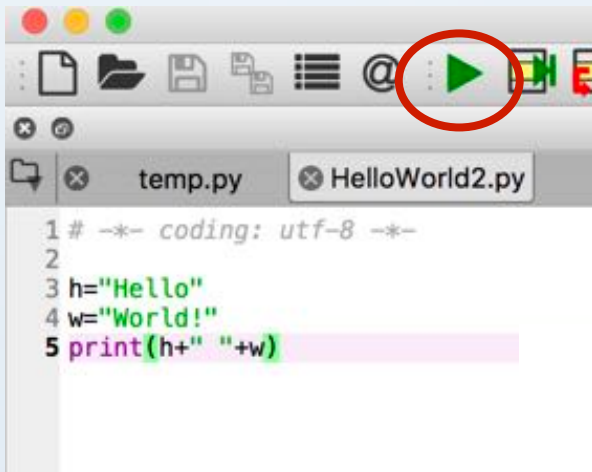 @
temp.py
HelloWorld2.py
1 # -*- coding: utf-8 -*-
2
3 h="Hello"
4 w="World!"
5 print(h+" "+w)